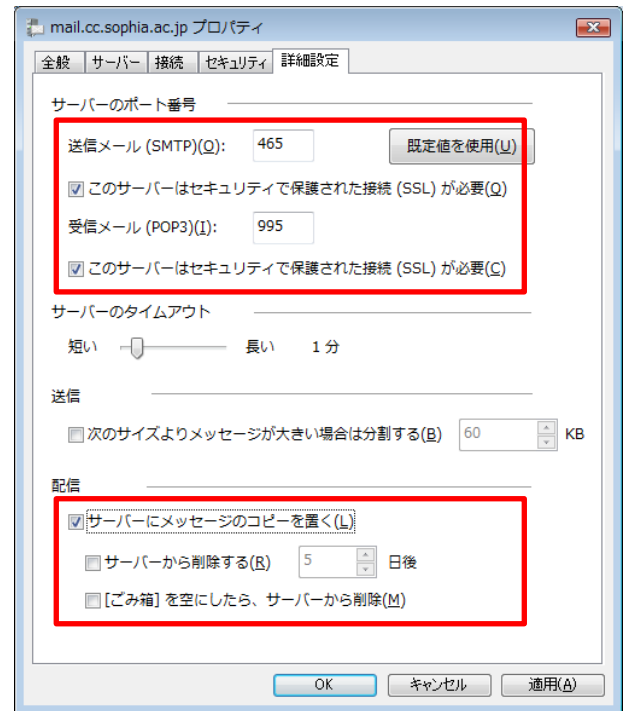 mail.cc.sophia.ac.jp プロパティ
全般 サーバー 接続 セキュリティ 詳細設定
サーバーのポート番号
送信メール (SMTP)(O): 465 既定値を使用(U)
このサーバーはセキュリティで保護された接続 (SSL) が必要(Q)
受信メール (POP3)(I): 995
このサーバーはセキュリティで保護された接続 (SSL) が必要(C)
サーバーのタイムアウト
短い 長い 1 分
送信
次のサイズよりメッセージが大きい場合は分割する(B) 60 KB
配信
サーバーにメッセージのコピーを置く(L)
サーバーから削除する(R) 5 日後
[ごみ箱] を空にしたら、サーバーから削除(M)
OK キャンセル 適用(A)